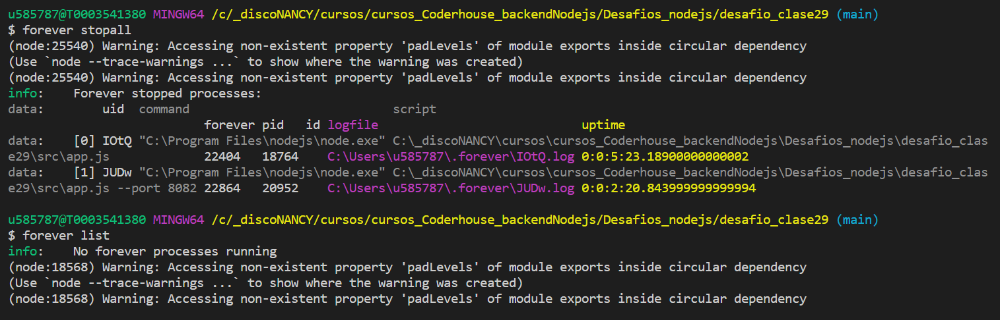 u585787@T0003541380 MINGW64 /c/_discoNANCY/cursos/cursos_Coderhouse_backendNodejs/Desafios_nodejs/desafio_clase29 (main)
$ forever stopall
(node:25540) Warning: Accessing non-existent property 'padLevels' of module exports inside circular dependency
(Use `node --trace-warnings ...` to show where the warning was created)
(node:25540) Warning: Accessing non-existent property 'padLevels' of module exports inside circular dependency
info:    Forever stopped processes:
data:        uid  command                            script
                           forever pid   id logfile                            uptime
data:    [0] IOtQ "C:\Program Files\nodejs\node.exe" C:\_discoNANCY\cursos\cursos_Coderhouse_backendNodejs\Desafios_nodejs\desafio_clas
e29\src\app.js             22404   18764    C:\Users\u585787\.forever\IOtQ.log 0:0:5:23.18900000000002
data:    [1] JUDw "C:\Program Files\nodejs\node.exe" C:\_discoNANCY\cursos\cursos_Coderhouse_backendNodejs\Desafios_nodejs\desafio_clas
e29\src\app.js --port 8082 22864   20952    C:\Users\u585787\.forever\JUDw.log 0:0:2:20.843999999999994
u585787@T0003541380 MINGW64 /c/_discoNANCY/cursos/cursos_Coderhouse_backendNodejs/Desafios_nodejs/desafio_clase29 (main)
$ forever list
info:    No forever processes running
(node:18568) Warning: Accessing non-existent property 'padLevels' of module exports inside circular dependency
(Use `node --trace-warnings ...` to show where the warning was created)
(node:18568) Warning: Accessing non-existent property 'padLevels' of module exports inside circular dependency